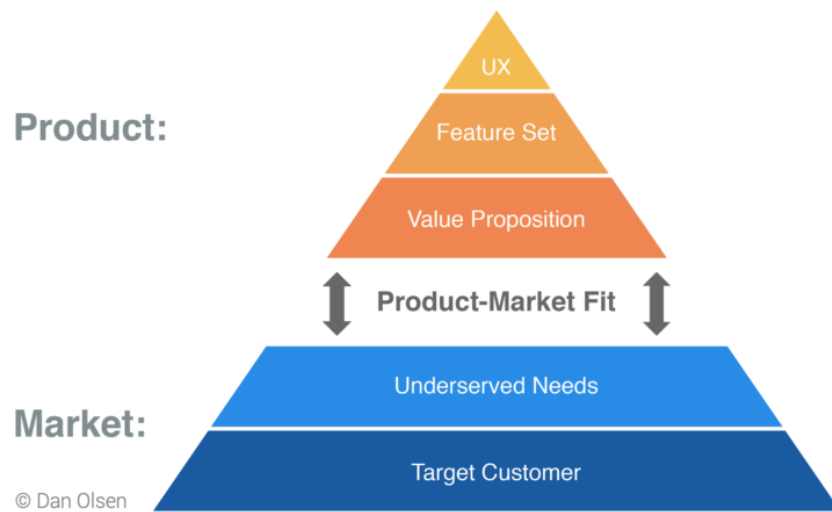 UX
Product:
Feature Set
Value Proposition
Product-Market Fit
Underserved Needs
Market:
Target Customer
© Dan Olsen